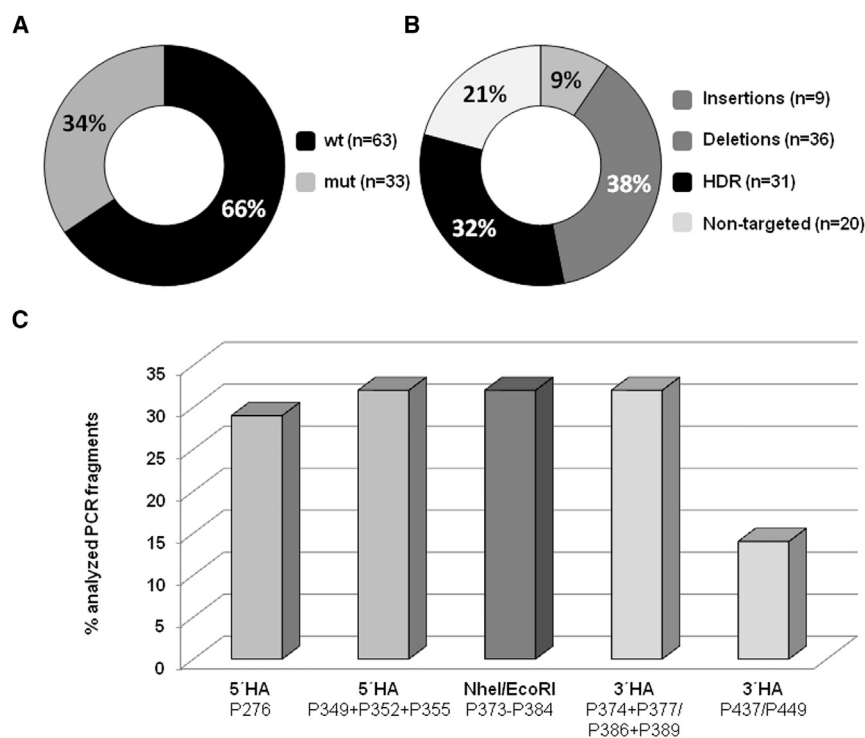 A
34%
66%
wt (n=63)
mut (n=33)
B
21%
9%
38%
32%
Insertions (n=9)
Deletions (n=36)
HDR (n=31)
Non-targeted (n=20)
C
% analyzed PCR fragments
35
30
25
20
15
10
5
0
5´HA
P276
5´HA
P349+P352+P355
NheI/EcoRI
P373-P384
3´HA
P374+P377/
P386+P389
3´HA
P437/P449